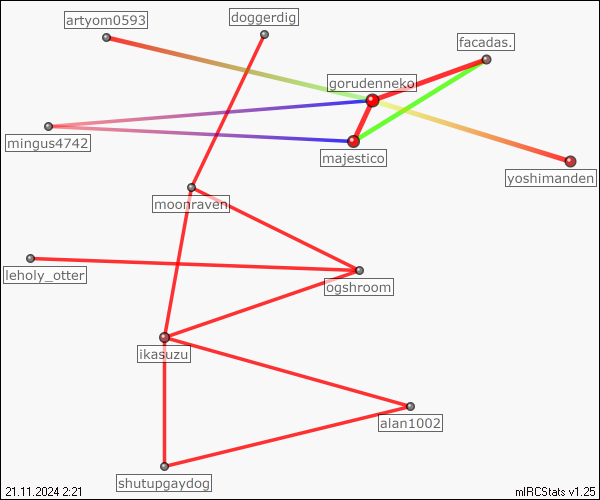 artyom0593
doggerdig
facadas.
gorudenneko
mingus4742
majestico
yoshimanden
moonraven
leholy_otter
ogshroom
ikasuzu
alan1002
shutupgaydog
21.11.2024 2:21
mIRCStats v1.25